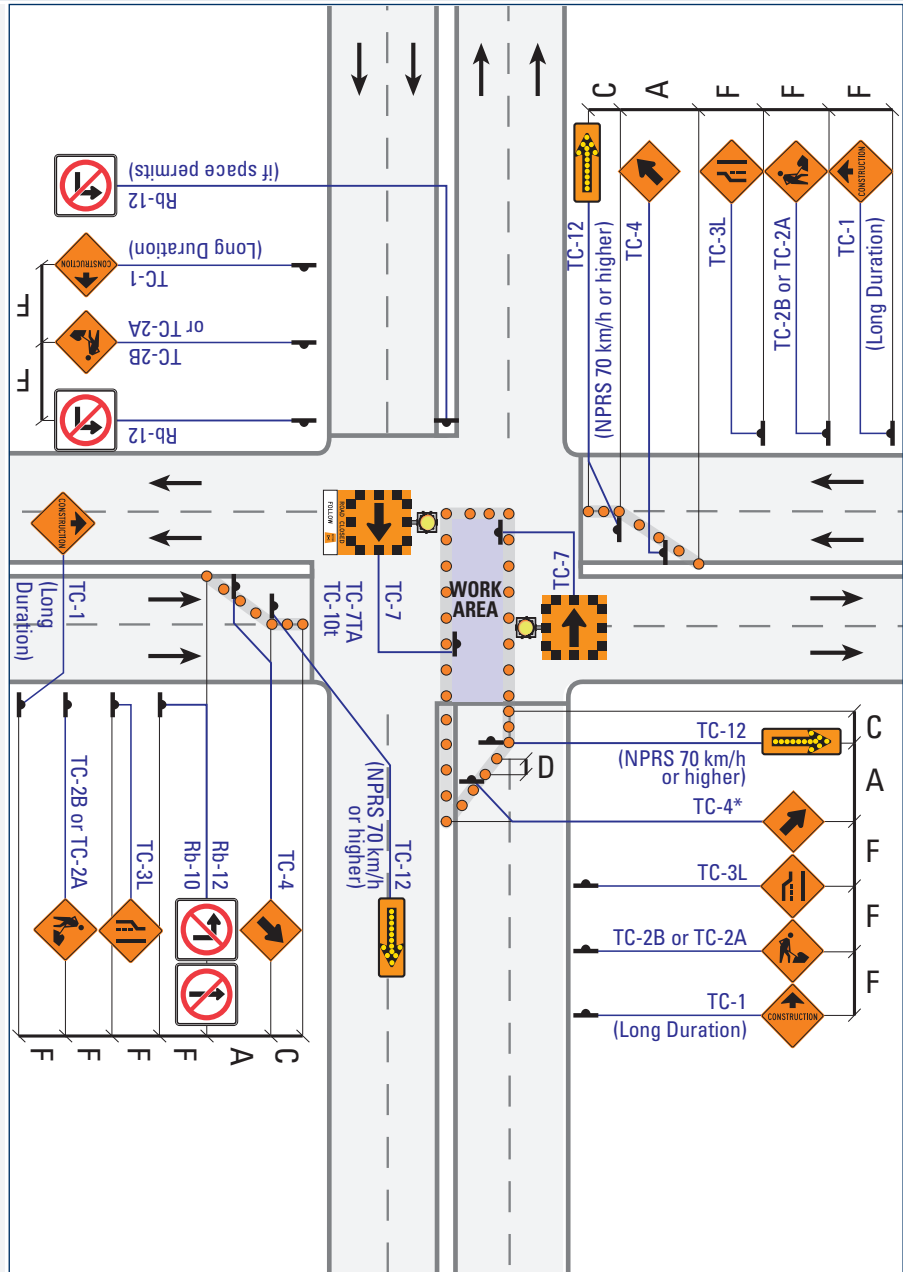 C
A
F
F
F
TC-12
(NPRS 70 km/h or higher)
TC-4
TC-3L
TC-2B or TC-2A
CONSTRUCTION
TC-1
(Long Duration)
Rb-12
(if space permits)
CONSTRUCTION
TC-1
(Long Duration)
TC-2B
or TC-2A
Rb-12
F
F
ROAD CLOSED
FOLLOW
TC-7
TC-7TA
TC-10t
WORK
AREA
TC-7
CONSTRUCTION
TC-1
(Long
Duration)
TC-2B or TC-2A
TC-3L
Rb-12
Rb-10
TC-4
TC-12
(NPRS 70 km/h
or higher)
F
F
F
F
A
C
D
TC-12
(NPRS 70 km/h
or higher)
TC-4*
TC-3L
TC-2B or TC-2A
CONSTRUCTION
TC-1
(Long Duration)
C
A
F
F
F